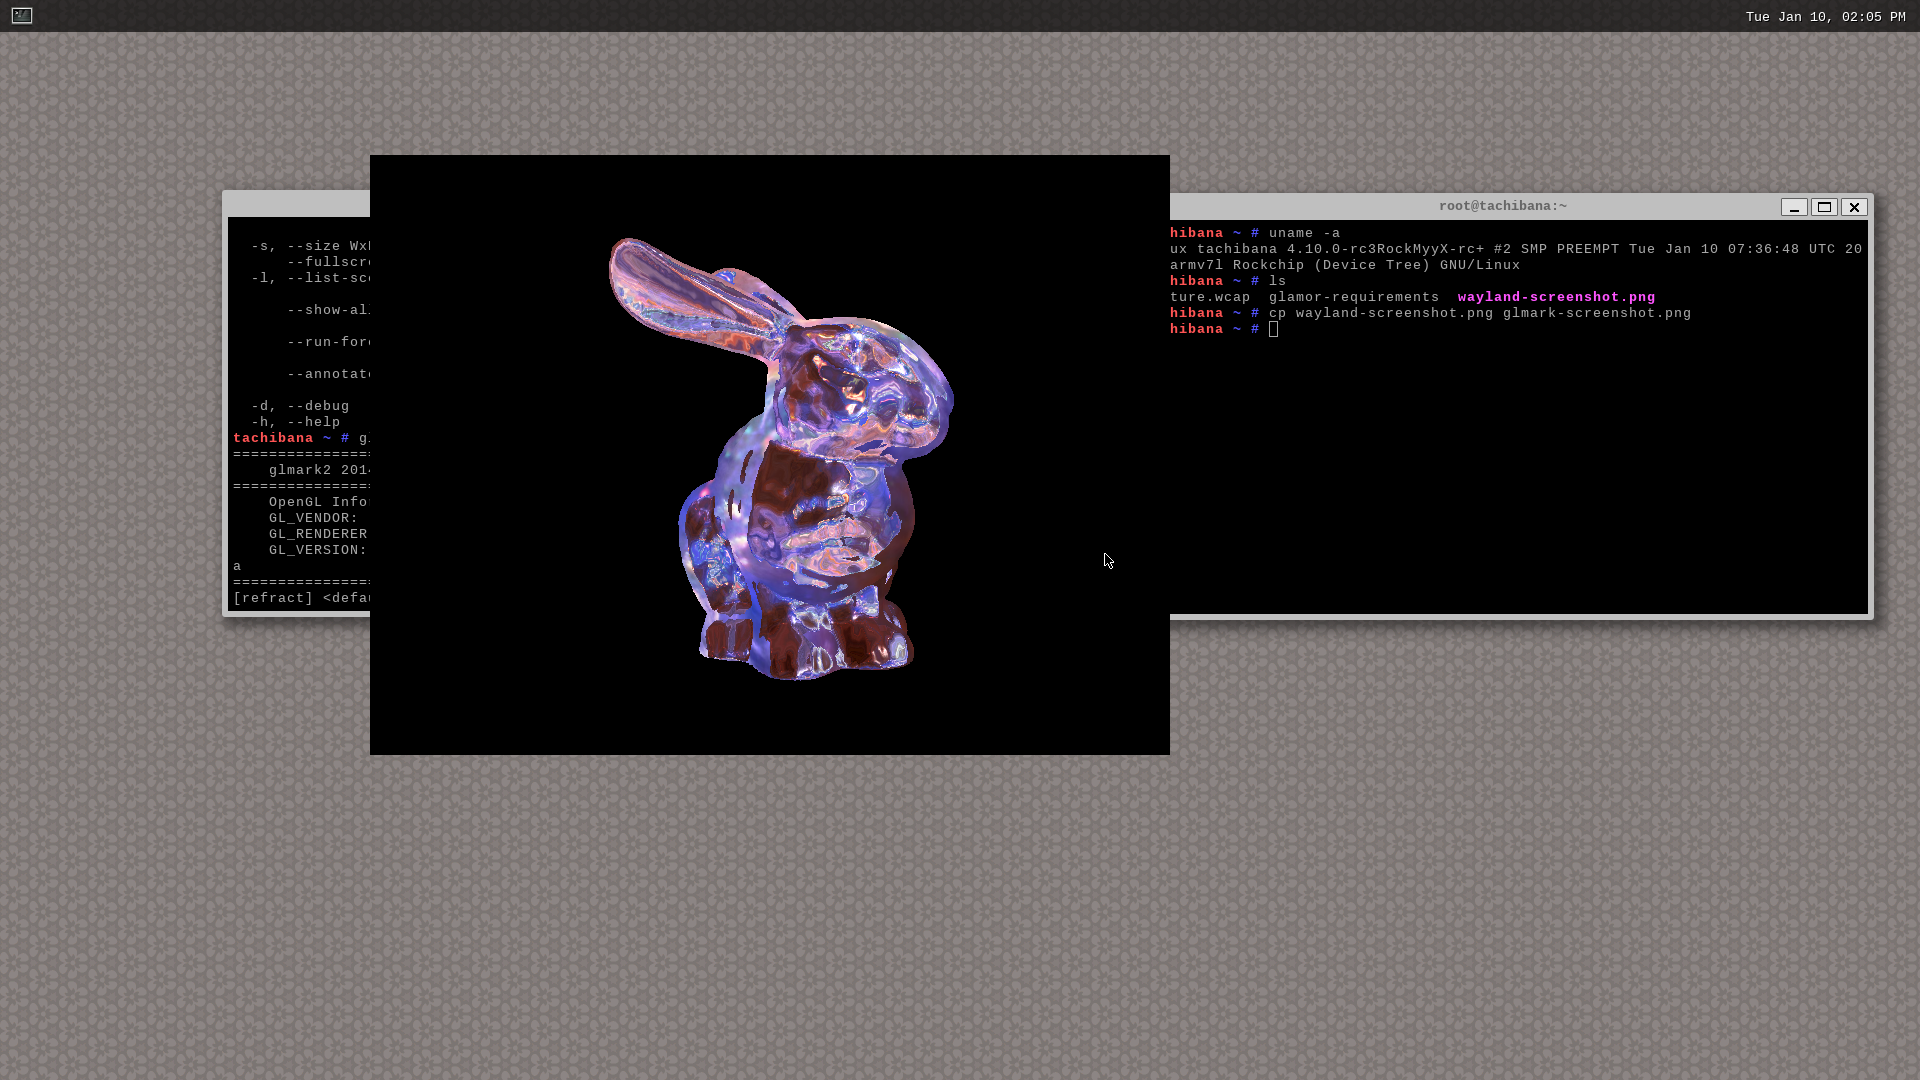 Tue Jan 10, 02:05 PM
-s, --size Wx
--fullscre
-l, --list-sc
--show-al
--run-for
--annotat
-d, --debug
-h, --help
tachibana ~ # g
===============
glmark2 201
===============
OpenGL Info
GL_VENDOR:
GL_RENDERER
GL_VERSION:
a
===============
[refract] <defa
root@tachibana:~
hibana ~ # uname -a
ux tachibana 4.10.0-rc3RockMyyX-rc+ #2 SMP PREEMPT Tue Jan 10 07:36:48 UTC 20
armv7l Rockchip (Device Tree) GNU/Linux
hibana ~ # ls
ture.wcap  glamor-requirements  wayland-screenshot.png
hibana ~ # cp wayland-screenshot.png glmark-screenshot.png
hibana ~ #